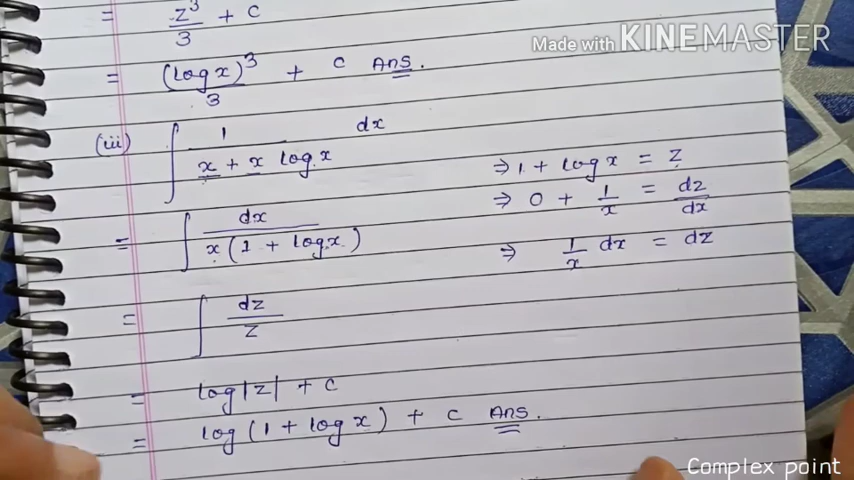 = z³/3 + c
Made with KINEMASTER
= (log x)³/3 + c Ans.
(iii) ∫ 1/(x + x log x) dx
⇒ 1 + log x = z
⇒ 0 + 1/x = dz/dx
= ∫ dx/(x(1 + log x))
⇒ 1/x dx = dz
= ∫ dz/z
= log|z| + c
= log(1 + log x) + c Ans.
Complex point